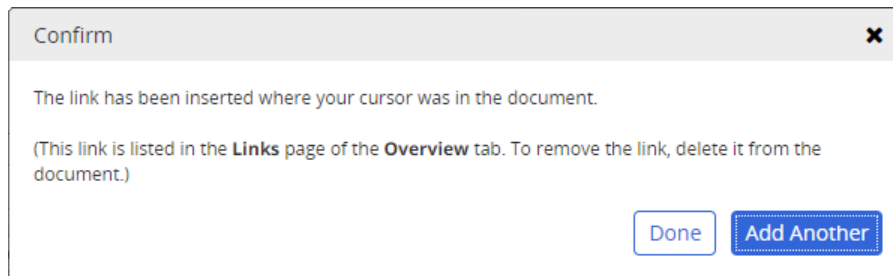 Confirm
The link has been inserted where your cursor was in the document.
(This link is listed in the Links page of the Overview tab. To remove the link, delete it from the
document.)
Done Add Another